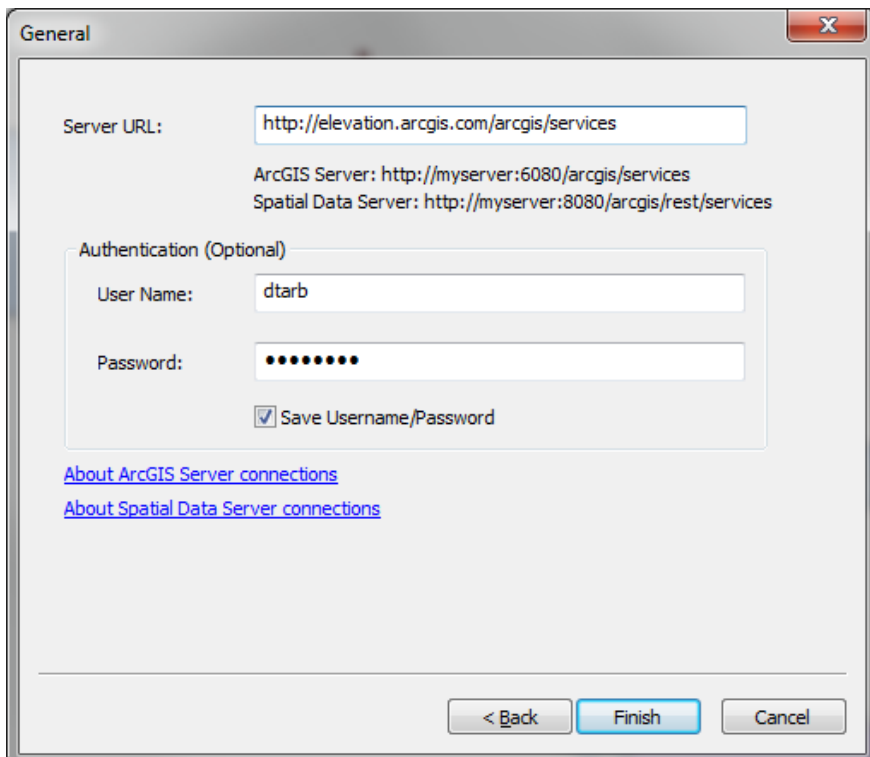 General
Server URL:
http://elevation.arcgis.com/arcgis/services
ArcGIS Server: http://myserver:6080/arcgis/services
Spatial Data Server: http://myserver:8080/arcgis/rest/services
Authentication (Optional)
User Name:
dtarb
Password:
••••••••
Save Username/Password
About ArcGIS Server connections
About Spatial Data Server connections
< Back
Finish
Cancel